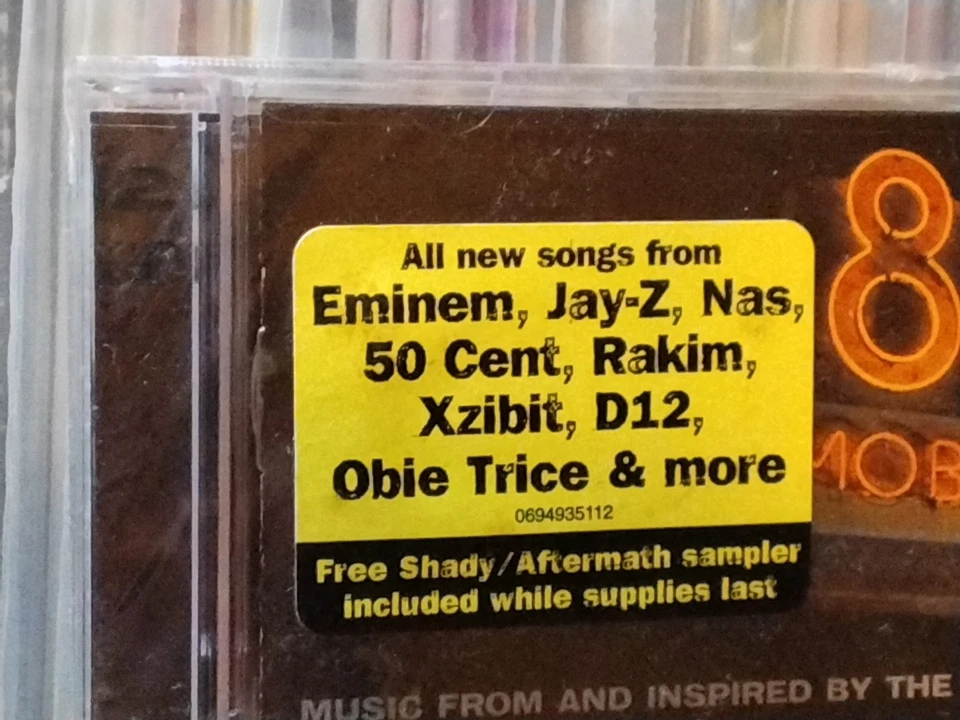 8
MOB
All new songs from
Eminem, Jay-Z, Nas,
50 Cent, Rakim,
Xzibit, D12,
Obie Trice & more
0694935112
Free Shady/Aftermath sampler
included while supplies last
MUSIC FROM AND INSPIRED BY THE